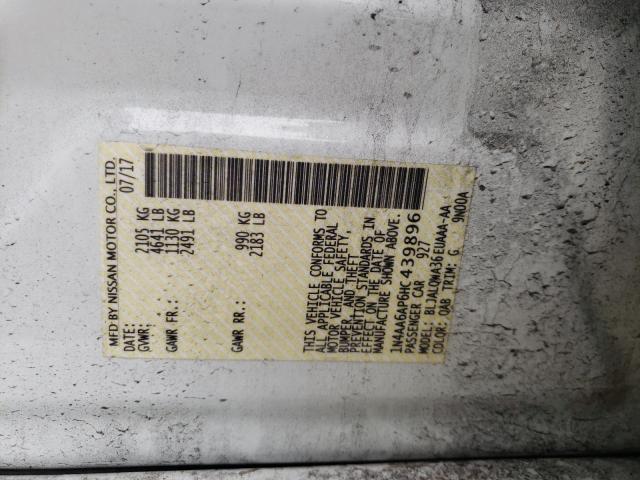 MFD BY NISSAN MOTOR CO., LTD.
DATE: 07/17
GVWR: 2105 KG
4641 LB
GAWR FR: 1130 KG
2491 LB
GAWR RR: 990 KG
2183 LB
THIS VEHICLE CONFORMS TO
ALL APPLICABLE FEDERAL
MOTOR VEHICLE SAFETY,
BUMPER, AND THEFT
PREVENTION STANDARDS IN
EFFECT ON THE DATE OF
MANUFACTURE SHOWN ABOVE.
1N4AA6AP6HC439896
PASSENGER CAR 927
MODEL: BLJALQWA36EUAAA-AA
COLOR: QAB TRIM: G 9N00A